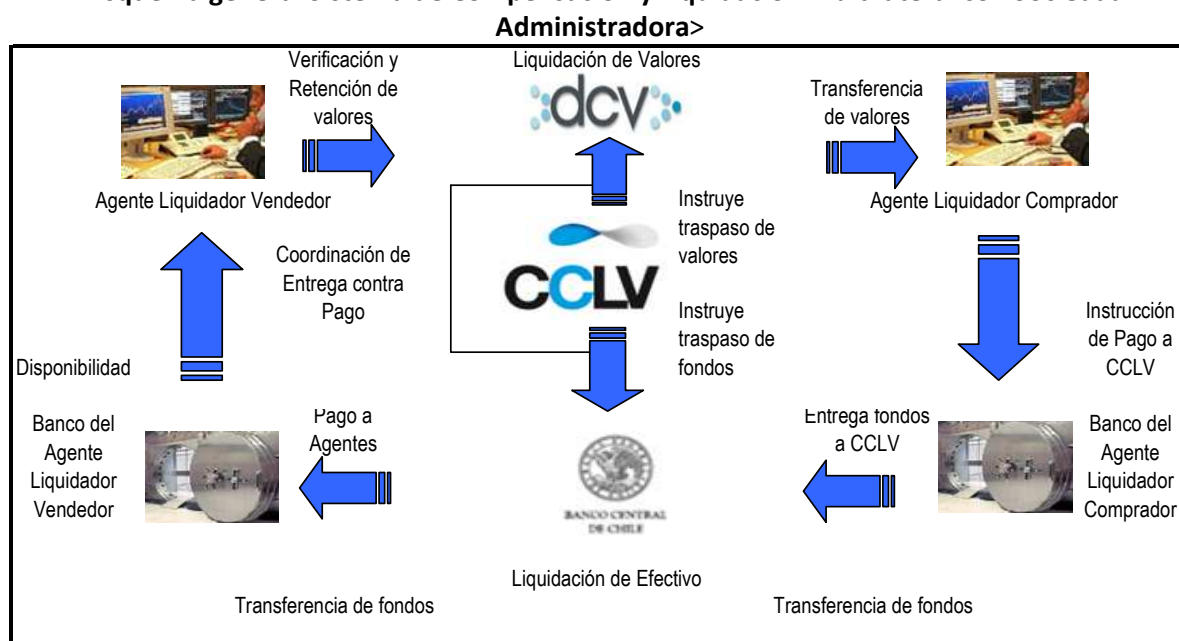 Administradora>
Verificación y
Retención de
valores
Liquidación de Valores
dcv
Transferencia
de valores
Agente Liquidador Vendedor
Agente Liquidador Comprador
Instruye
traspaso de
valores
Coordinación de
Entrega contra
Pago
CCLV
Instruye
traspaso de
fondos
Instrucción
de Pago a
CCLV
Disponibilidad
Banco del
Agente
Liquidador
Vendedor
Pago a
Agentes
BANCO CENTRAL
DE CHILE
Entrega fondos
a CCLV
Banco del
Agente
Liquidador
Comprador
Liquidación de Efectivo
Transferencia de fondos
Transferencia de fondos